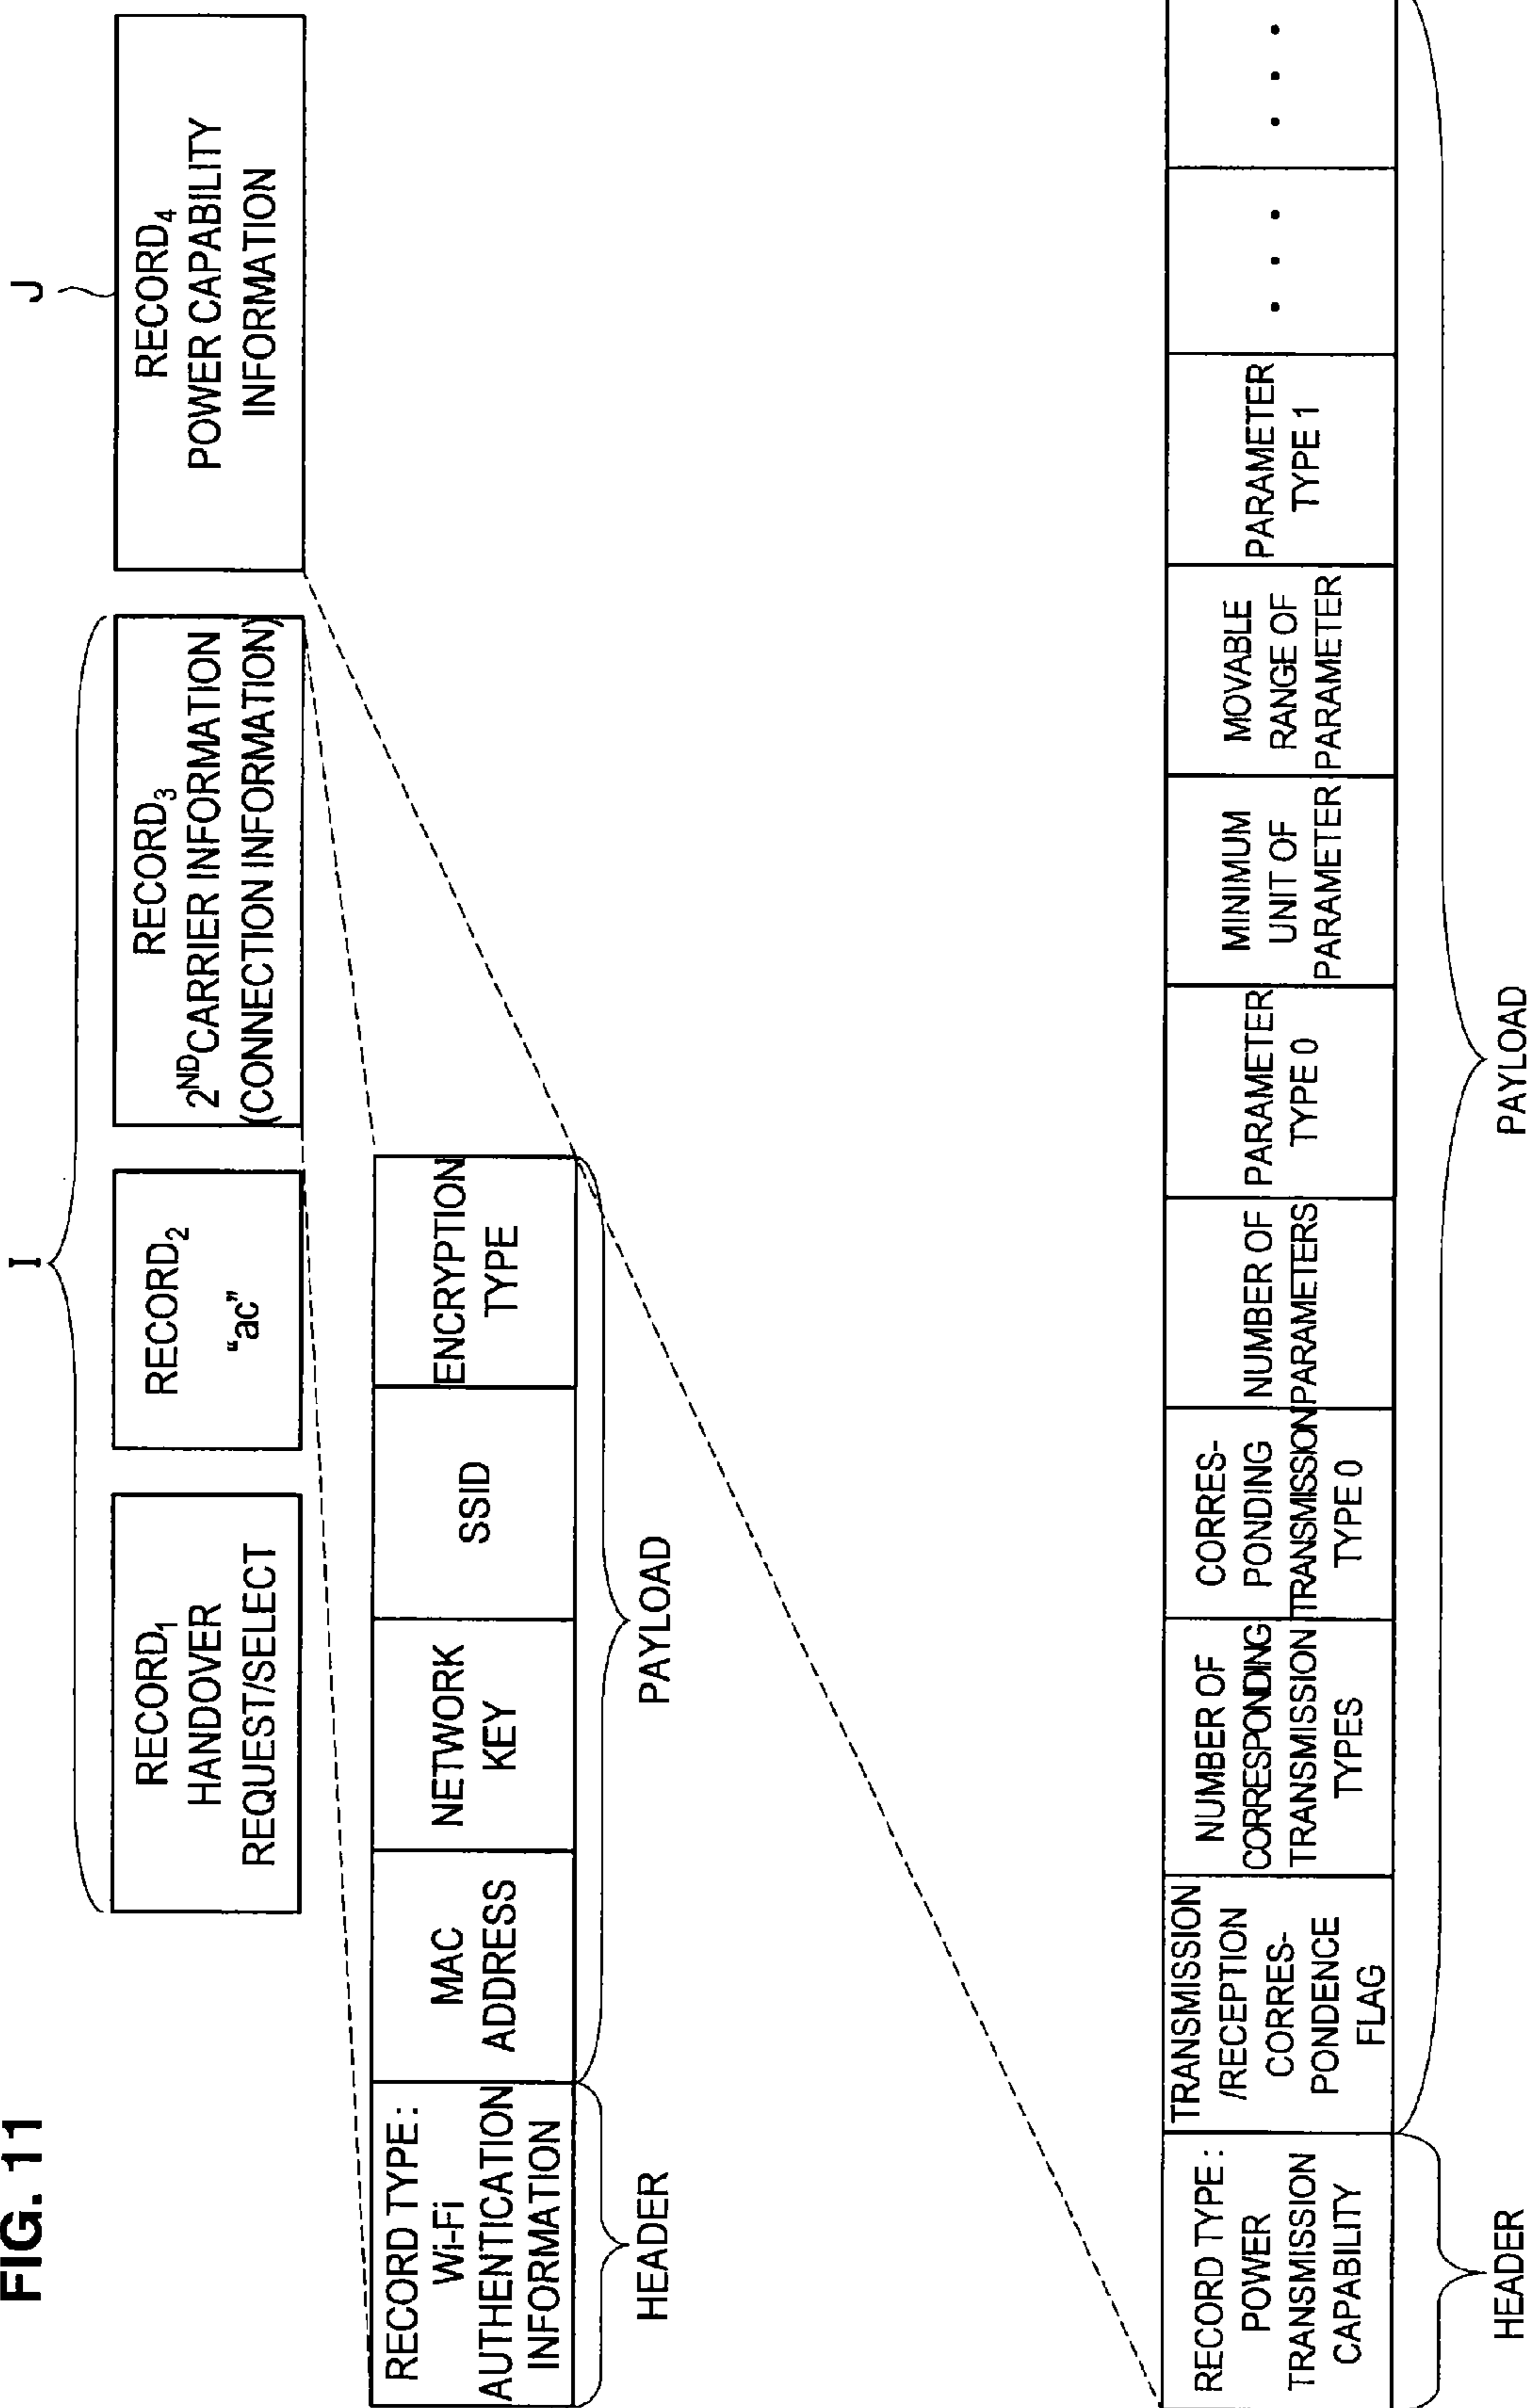 FIG. 11
I
J
RECORD1
HANDOVER
REQUEST/SELECT
RECORD2
“ac”
RECORD3
2ND CARRIER INFORMATION
(CONNECTION INFORMATION)
RECORD4
POWER CAPABILITY
INFORMATION
RECORD TYPE:
Wi-Fi
AUTHENTICATION
INFORMATION
MAC
ADDRESS
NETWORK
KEY
SSID
ENCRYPTION
TYPE
HEADER
PAYLOAD
RECORD TYPE:
POWER
TRANSMISSION
CAPABILITY
TRANSMISSION
/RECEPTION
CORRES-
PONDENCE
FLAG
NUMBER OF
CORRESPONDING
TRANSMISSION
TYPES
CORRES-
PONDING
TRANSMISSION
TYPE 0
NUMBER OF
PARAMETERS
PARAMETER
TYPE 0
MINIMUM
UNIT OF
PARAMETER
MOVABLE
RANGE OF
PARAMETER
PARAMETER
TYPE 1
• • •
• • •
HEADER
PAYLOAD